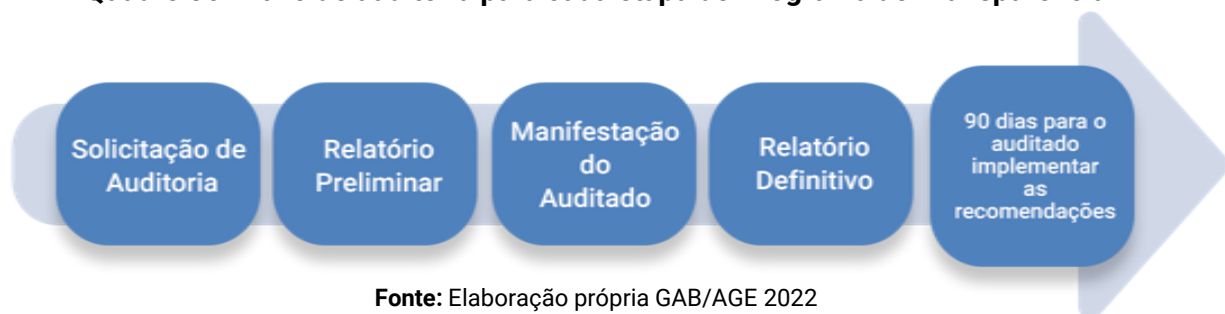 Solicitação de
Auditoria
Relatório
Preliminar
Manifestação
do
Auditado
Relatório
Definitivo
90 dias para o
auditado
implementar
as
recomendações
Fonte: Elaboração própria GAB/AGE 2022